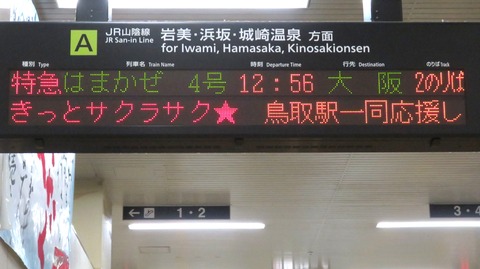 A JR山陰線 岩美・浜坂・城崎温泉 方面
JR San-in Line for Iwami, Hamasaka, Kinosakionsen
種別 Type 列車名 Train Name 時刻 Departure Time 行先 Destination のりば Track
特急 はまかぜ 4号 12:56 大阪 2のりば
きっとサクラサク★ 鳥取駅一同応援し
← JR 1・2
3・4